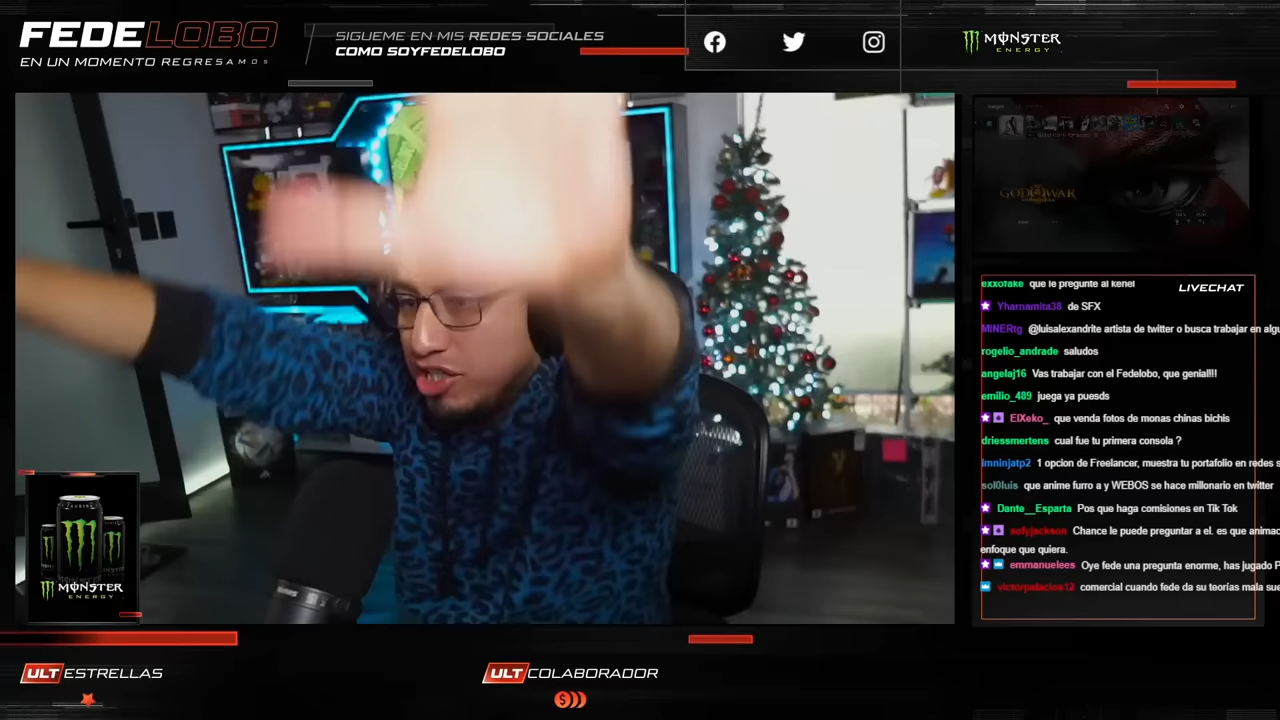 FEDELOBO
EN UN MOMENTO REGRESAMOS
SIGUEME EN MIS REDES SOCIALES
COMO SOYFEDELOBO
MONSTER
ENERGY
GOD WAR
LIVECHAT
exxotake que le pregunte al kenel
Yharnamita38 de SFX
MINERtg @luisalexandrite artista de twitter o busca trabajar en algu
rogelio_andrade saludos
angelaj16 Vas trabajar con el Fedelobo, que genial!!!
emilio_489 juega ya puesds
ElXeko_ que venda fotos de monas chinas bichis
driessmertens cual fue tu primera consola ?
imninjatp2 1 opcion de Freelancer, muestra tu portafolio en redes s
sol0luis que anime furro a y WEBOS se hace millonario en twitter
Dante__Esparta Pos que haga comisiones en Tik Tok
sofyjackson Chance le puede preguntar a el. es que animac
enfoque que quiera.
emmanuelees Oye fede una pregunta enorme, has jugado P
victorpalacios12 comercial cuando fede da su teorías mala sue
MONSTER
ENERGY
ULT ESTRELLAS
ULT COLABORADOR